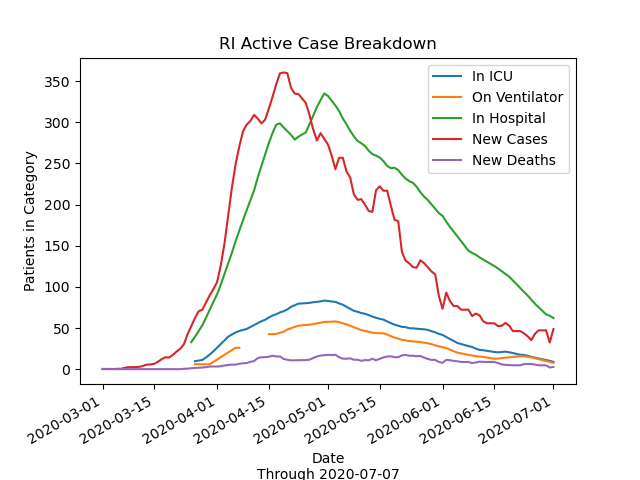 RI Active Case Breakdown
In ICU
On Ventilator
In Hospital
New Cases
New Deaths
Patients in Category
350
300
250
200
150
100
50
0
2020-03-01
2020-03-15
2020-04-01
2020-04-15
2020-05-01
2020-05-15
2020-06-01
2020-06-15
2020-07-01
Date
Through 2020-07-07